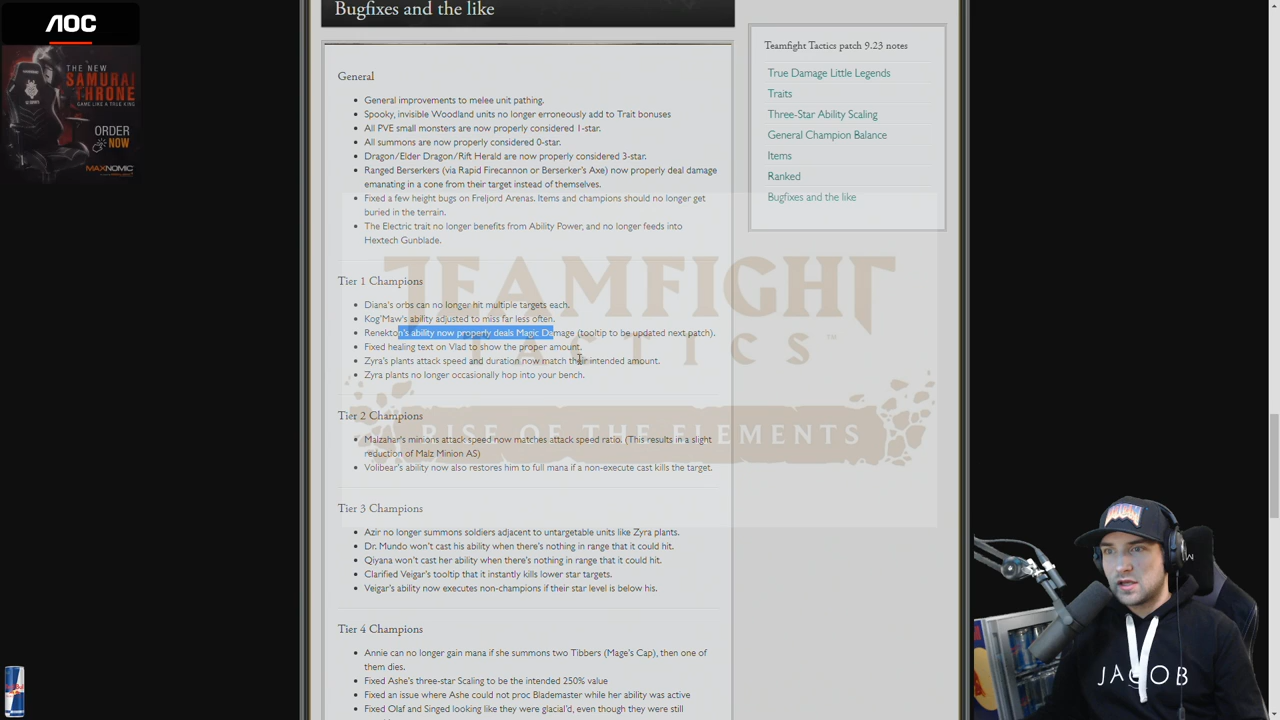 AOC
THE NEW
SAMURAI
THRONE
GAME LIKE A TRUE KING
ORDER
NOW
MAXNOMIC
Bugfixes and the like
General
General improvements to melee unit pathing.
Spooky, invisible Woodland units no longer erroneously add to Trait bonuses
All PVE small monsters are now properly considered 1-star.
All summons are now properly considered 0-star.
Dragon/Elder Dragon/Rift Herald are now properly considered 3-star.
Ranged Berserkers (via Rapid Firecannon or Berserker's Axe) now properly deal damage
emanating in a cone from their target instead of themselves.
Fixed a few height bugs on Freljord Arenas. Items and champions should no longer get
buried in the terrain.
The Electric trait no longer benefits from Ability Power, and no longer feeds into
Hextech Gunblade.
Tier 1 Champions
Diana's orbs can no longer hit multiple targets each.
Kog'Maw's ability adjusted to miss far less often.
Renekton's ability now properly deals Magic Damage (tooltip to be updated next patch).
Fixed healing text on Vlad to show the proper amount.
Zyra's plants attack speed and duration now match their intended amount.
Zyra plants no longer occasionally hop into your bench.
Tier 2 Champions
Malzahar's minions attack speed now matches attack speed ratio. (This results in a slight
reduction of Malz Minion AS)
Volibear's ability now also restores him to full mana if a non-execute cast kills the target.
Tier 3 Champions
Azir no longer summons soldiers adjacent to untargetable units like Zyra plants.
Dr. Mundo won't cast his ability when there's nothing in range that it could hit.
Qiyana won't cast her ability when there's nothing in range that it could hit.
Clarified Veigar's tooltip that it instantly kills lower star targets.
Veigar's ability now executes non-champions if their star level is below his.
Tier 4 Champions
Annie can no longer gain mana if she summons two Tibbers (Mage's Cap), then one of
them dies.
Fixed Ashe's three-star Scaling to be the intended 250% value
Fixed an issue where Ashe could not proc Blademaster while her ability was active
Fixed Olaf and Singed looking like they were glacial'd, even though they were still
Teamfight Tactics patch 9.23 notes
True Damage Little Legends
Traits
Three-Star Ability Scaling
General Champion Balance
Items
Ranked
Bugfixes and the like
TEAMFIGHT
TACTICS™
RISE OF THE ELEMENTS
DOOM
JACOB